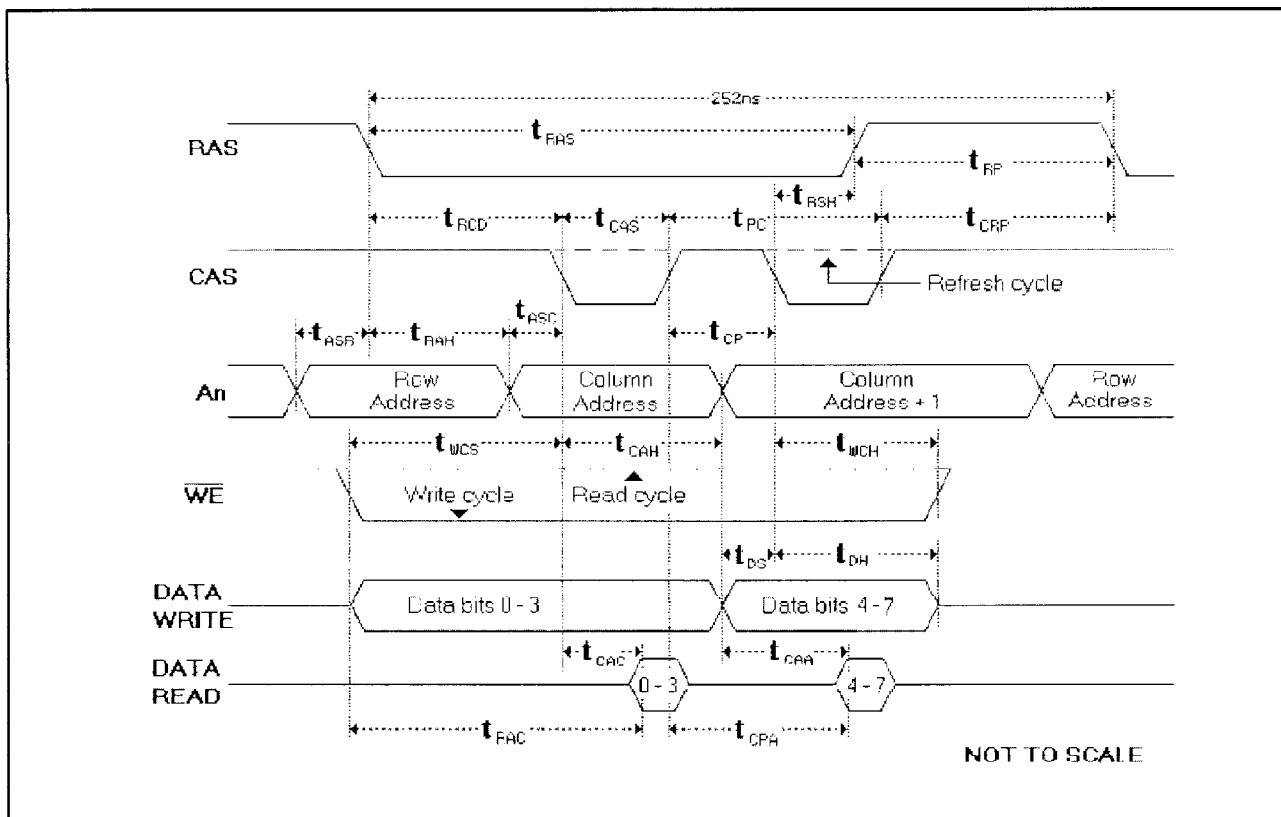 252ns
RAS
tRAS
tRP
tRSH
tRCD
tCAS
tPC
tCRP
CAS
Refresh cycle
tASC
tASR
tRAH
tCP
An
Row Address
Column Address
Column Address + 1
Row Address
tWCS
tCAH
tWCH
WE
Write cycle
Read cycle
tDS
tDH
DATA WRITE
Data bits 0 - 3
Data bits 4 - 7
tCAC
tCAA
DATA READ
0 - 3
4 - 7
tRAC
tCPA
NOT TO SCALE